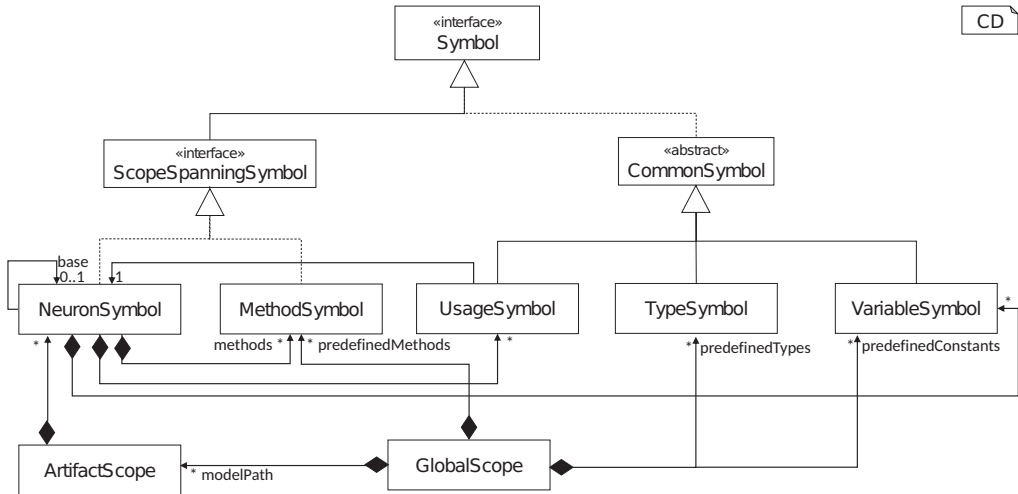 «interface»
Symbol
CD
«interface»
ScopeSpanningSymbol
«abstract»
CommonSymbol
base
0..1
1
NeuronSymbol
MethodSymbol
UsageSymbol
TypeSymbol
VariableSymbol
*
*
methods *
* predefinedMethods
*
* predefinedTypes
* predefinedConstants
ArtifactScope
* modelPath
GlobalScope